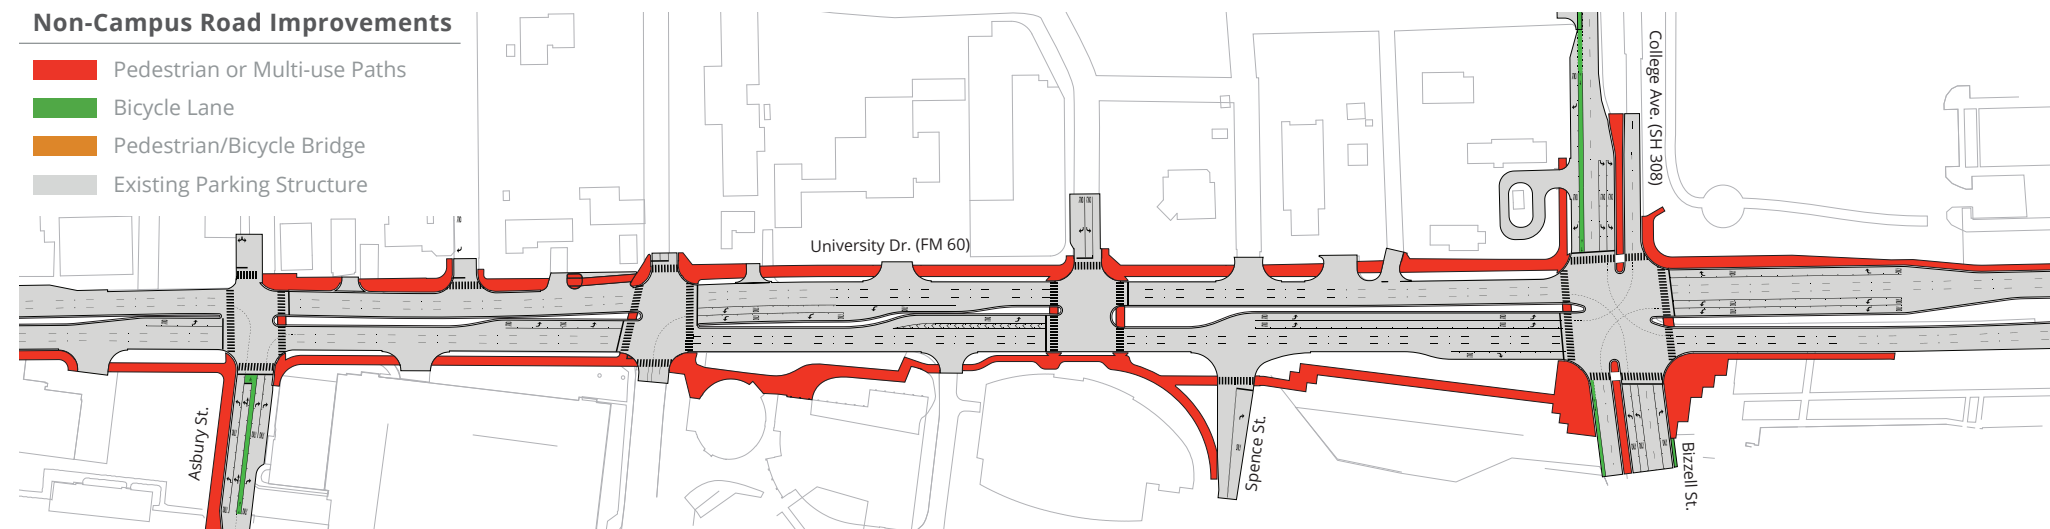 Non-Campus Road Improvements
Pedestrian or Multi-use Paths
Bicycle Lane
Pedestrian/Bicycle Bridge
Existing Parking Structure
University Dr. (FM 60)
College Ave. (SH 308)
Asbury St.
Spence St.
Bizzell St.